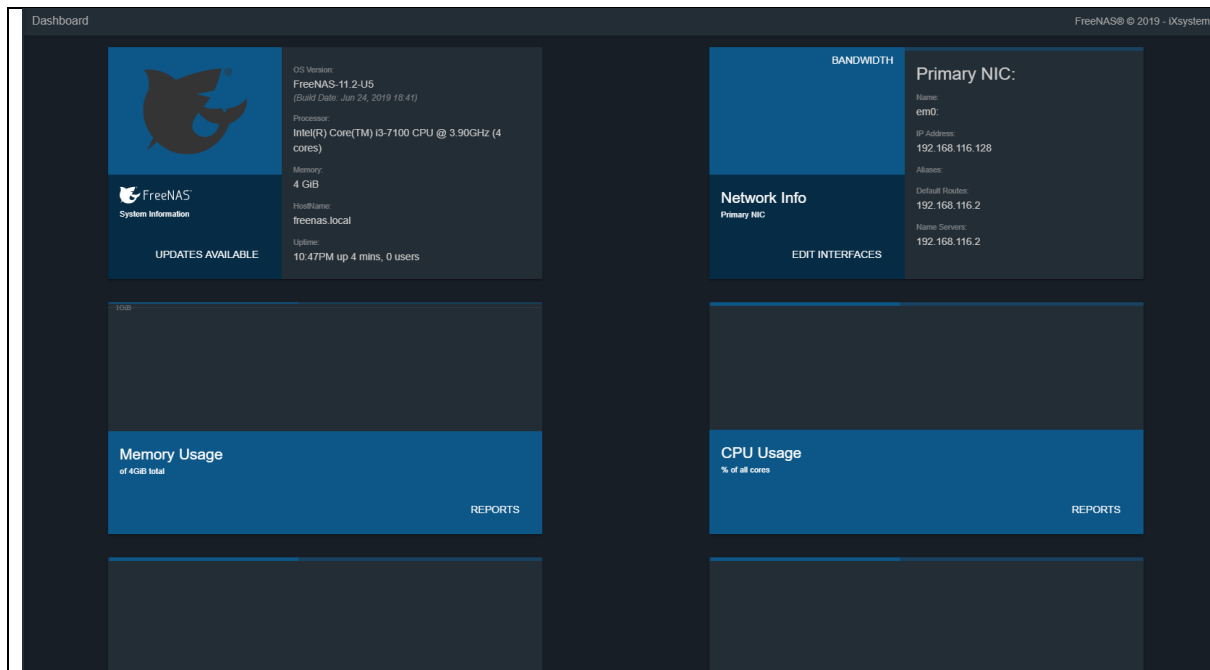 Dashboard
FreeNAS® © 2019 - iXsystem
OS Version:
FreeNAS-11.2-U5
(Build Date: Jun 24, 2019 18:41)
Processor:
Intel(R) Core(TM) i3-7100 CPU @ 3.90GHz (4
cores)
Memory:
4 GiB
HostName:
freenas.local
Uptime:
10:47PM up 4 mins, 0 users
FreeNAS®
System Information
UPDATES AVAILABLE
BANDWIDTH
Primary NIC:
Name:
em0:
IP Address:
192.168.116.128
Aliases:
Default Routes:
192.168.116.2
Name Servers:
192.168.116.2
Network Info
Primary NIC
EDIT INTERFACES
1GiB
Memory Usage
of 4GiB total
REPORTS
CPU Usage
% of all cores
REPORTS